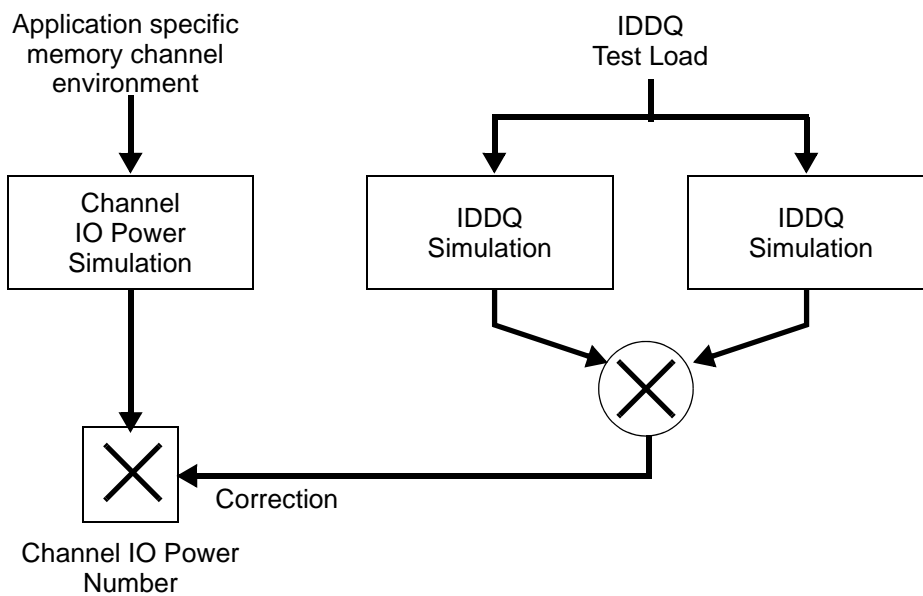 Application specific
memory channel
environment
IDDQ
Test Load
Channel
IO Power
Simulation
IDDQ
Simulation
IDDQ
Simulation
Correction
Channel IO Power
Number